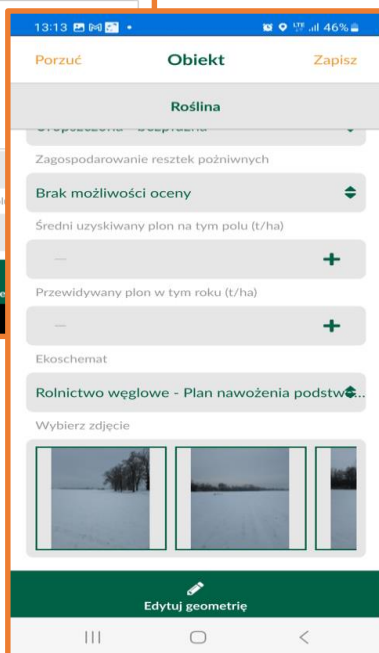 13:13 LTE 46%
Porzuć Obiekt Zapisz
Roślina
Zagospodarowanie resztek pożniwnych
Brak możliwości oceny
Średni uzyskiwany plon na tym polu (t/ha)
Przewidywany plon w tym roku (t/ha)
Ekoschemat
Rolnictwo węglowe - Plan nawożenia podstw...
Wybierz zdjęcie
Edytuj geometrię